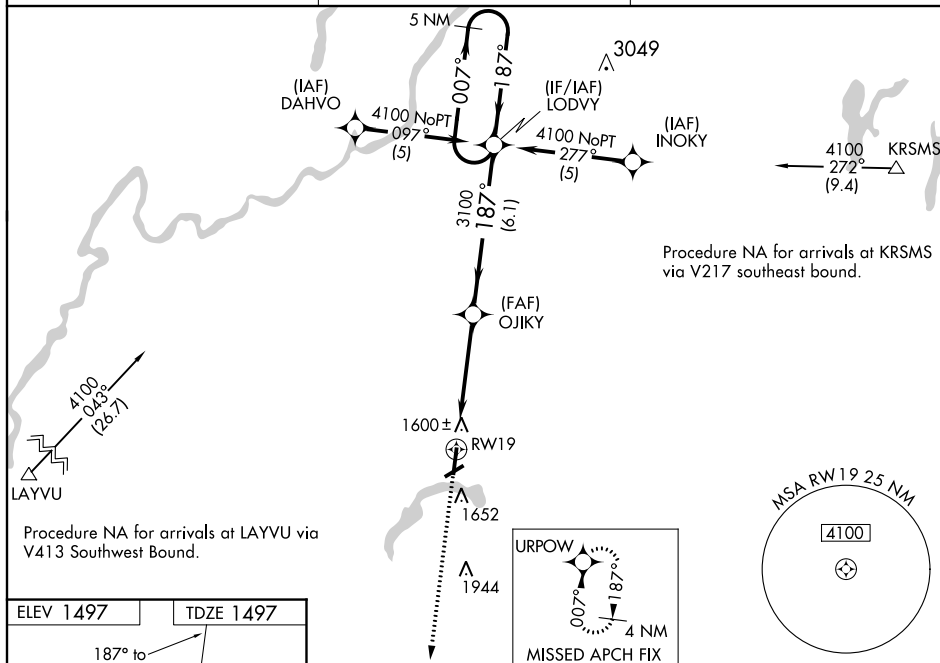 5 NM
007°
187°
3049
(IAF)
DAHVO
4100 NoPT
097°
(5)
(IF/IAF)
LODVY
4100 NoPT
277°
(5)
(IAF)
INOKY
4100
272°
(9.4)
KRSMS
3100
187°
(6.1)
Procedure NA for arrivals at KRSMS
via V217 southeast bound.
(FAF)
OJIKY
4100
043°
(26.7)
LAYVU
1600 ±
RW19
Procedure NA for arrivals at LAYVU via
V413 Southwest Bound.
1652
1944
URPOW
007°
187°
4 NM
MISSED APCH FIX
MSA RW19 25 NM
4100
ELEV 1497
TDZE 1497
187° to